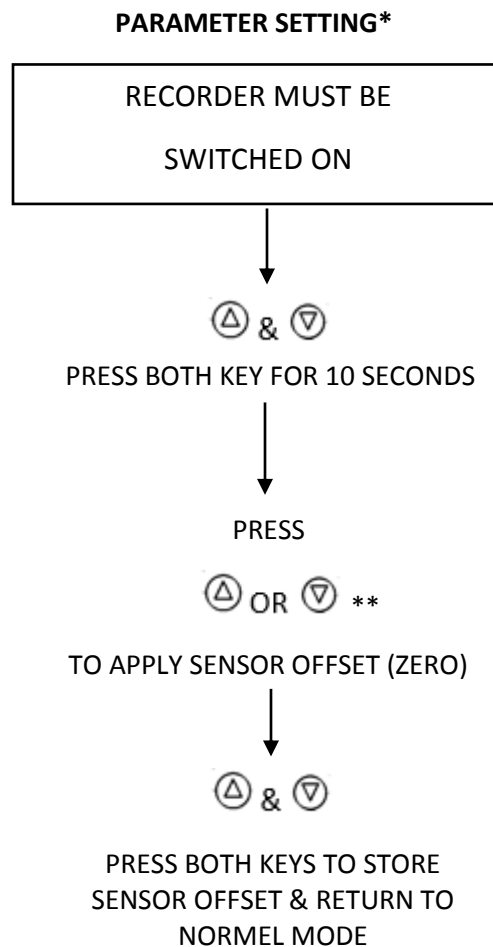 PARAMETER SETTING*
RECORDER MUST BE
SWITCHED ON
&
PRESS BOTH KEY FOR 10 SECONDS
PRESS
OR **
TO APPLY SENSOR OFFSET (ZERO)
&
PRESS BOTH KEYS TO STORE
SENSOR OFFSET & RETURN TO
NORMEL MODE